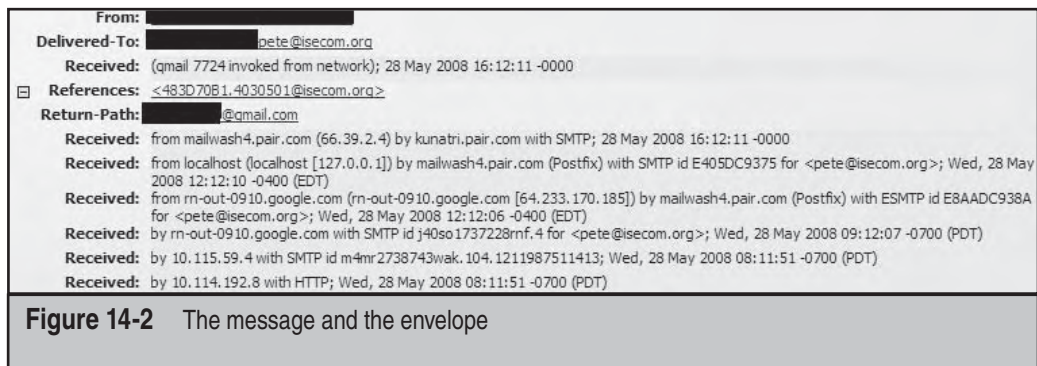 From:
Delivered-To: pete@isecom.org
Received: (qmail 7724 invoked from network); 28 May 2008 16:12:11 -0000
References: <483D70B1.4030501@isecom.org>
Return-Path: @gmail.com
Received: from mailwash4.pair.com (66.39.2.4) by kunatri.pair.com with SMTP; 28 May 2008 16:12:11 -0000
Received: from localhost (localhost [127.0.0.1]) by mailwash4.pair.com (Postfix) with SMTP id E405DC9375 for <pete@isecom.org>; Wed, 28 May
2008 12:12:10 -0400 (EDT)
Received: from rn-out-0910.google.com (rn-out-0910.google.com [64.233.170.185]) by mailwash4.pair.com (Postfix) with ESMTP id E8AADC938A
for <pete@isecom.org>; Wed, 28 May 2008 12:12:06 -0400 (EDT)
Received: by rn-out-0910.google.com with SMTP id j40so1737228rnf.4 for <pete@isecom.org>; Wed, 28 May 2008 09:12:07 -0700 (PDT)
Received: by 10.115.59.4 with SMTP id m4mr2738743wak.104.1211987511413; Wed, 28 May 2008 08:11:51 -0700 (PDT)
Received: by 10.114.192.8 with HTTP; Wed, 28 May 2008 08:11:51 -0700 (PDT)
Figure 14-2 The message and the envelope